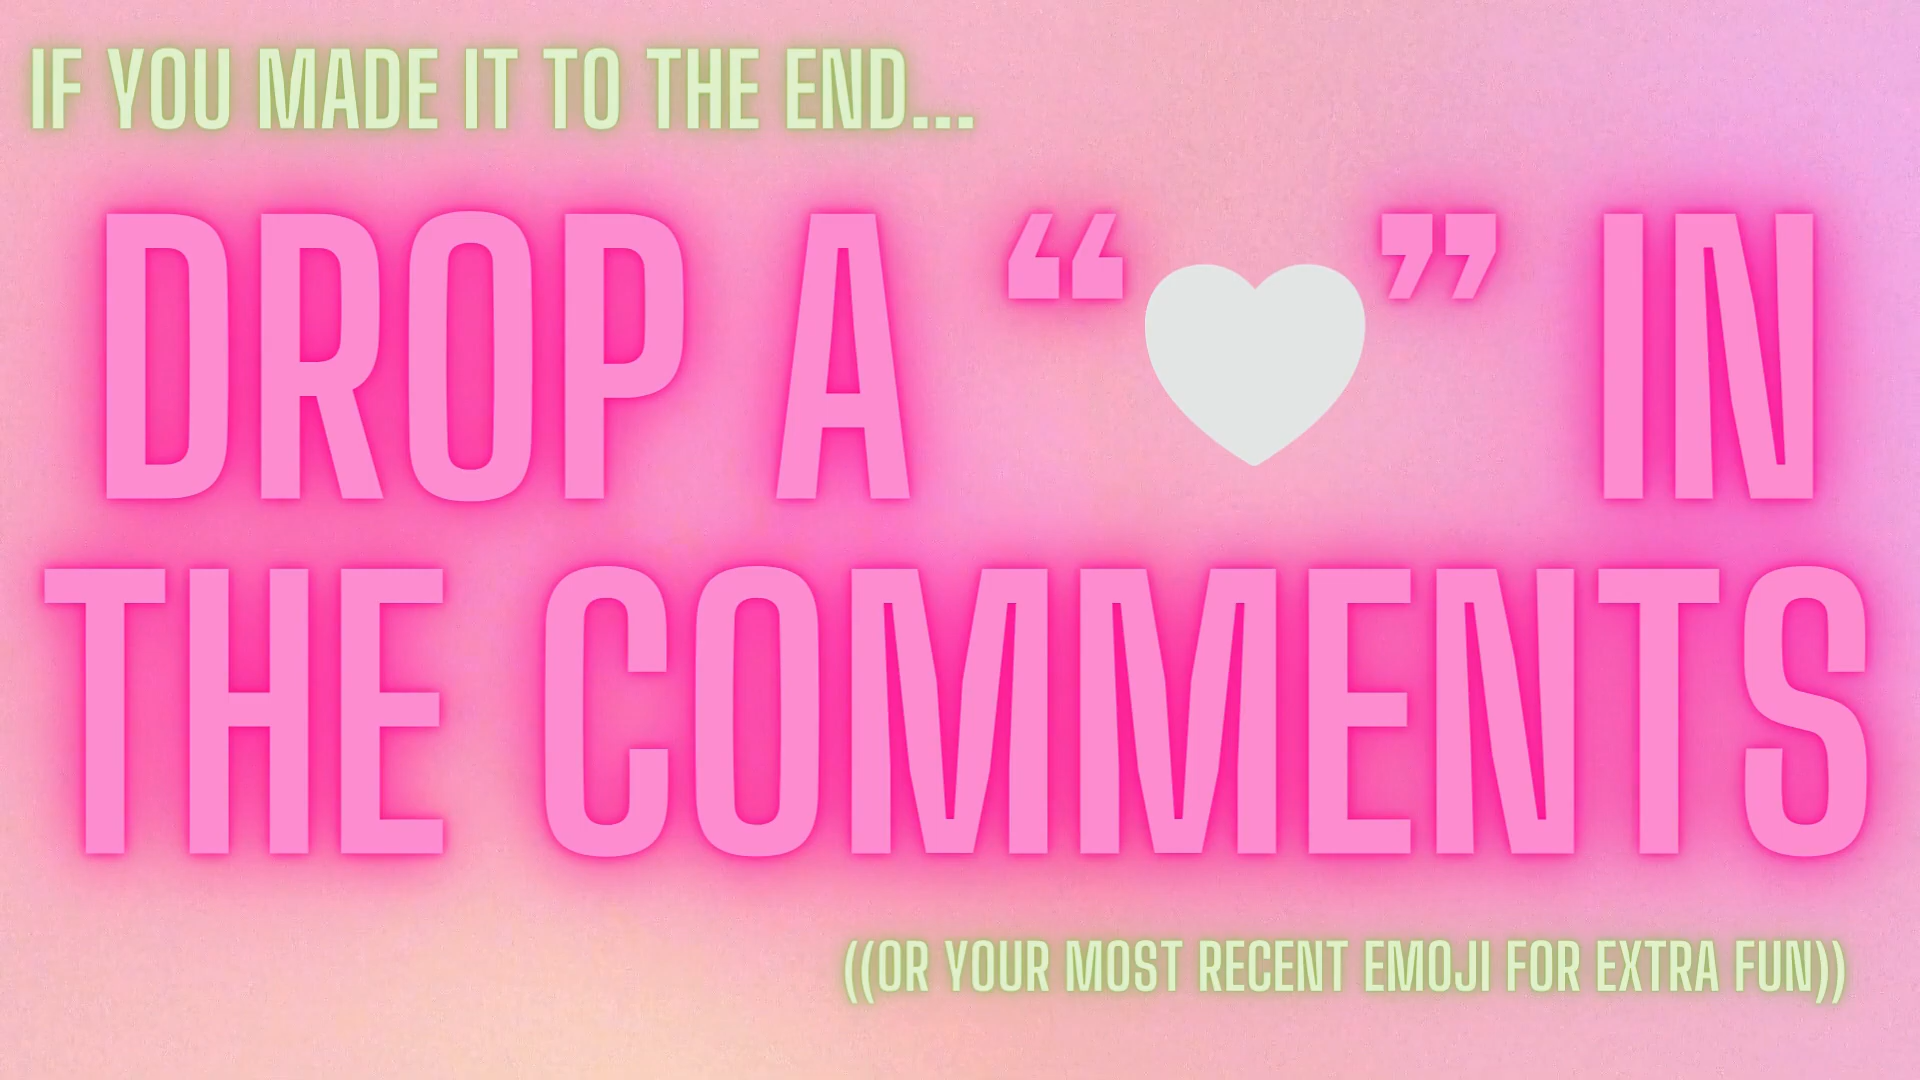 IF YOU MADE IT TO THE END...
DROP A “🤍” IN
THE COMMENTS
((OR YOUR MOST RECENT EMOJI FOR EXTRA FUN))